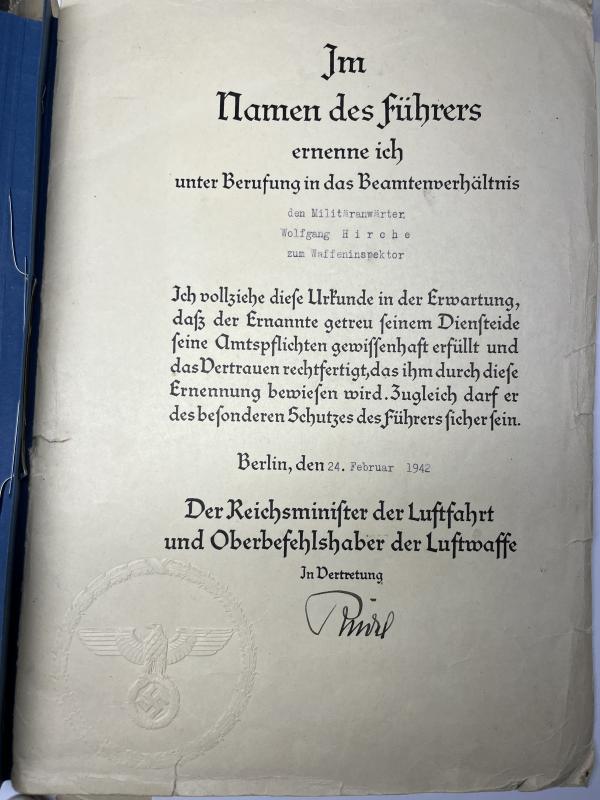 Im
Namen des Führers
ernenne ich
unter Berufung in das Beamtenverhältnis
den Militäranwärter
Wolfgang H i r c h e
zum Waffeninspektor
Ich vollziehe diese Urkunde in der Erwartung,
daß der Ernannte getreu seinem Diensteide
seine Amtspflichten gewissenhaft erfüllt und
das Vertrauen rechtfertigt, das ihm durch diese
Ernennung bewiesen wird. Zugleich darf er
des besonderen Schutzes des Führers sicher sein.
Berlin, den 24. Februar 1942
Der Reichsminister der Luftfahrt
und Oberbefehlshaber der Luftwaffe
In Vertretung